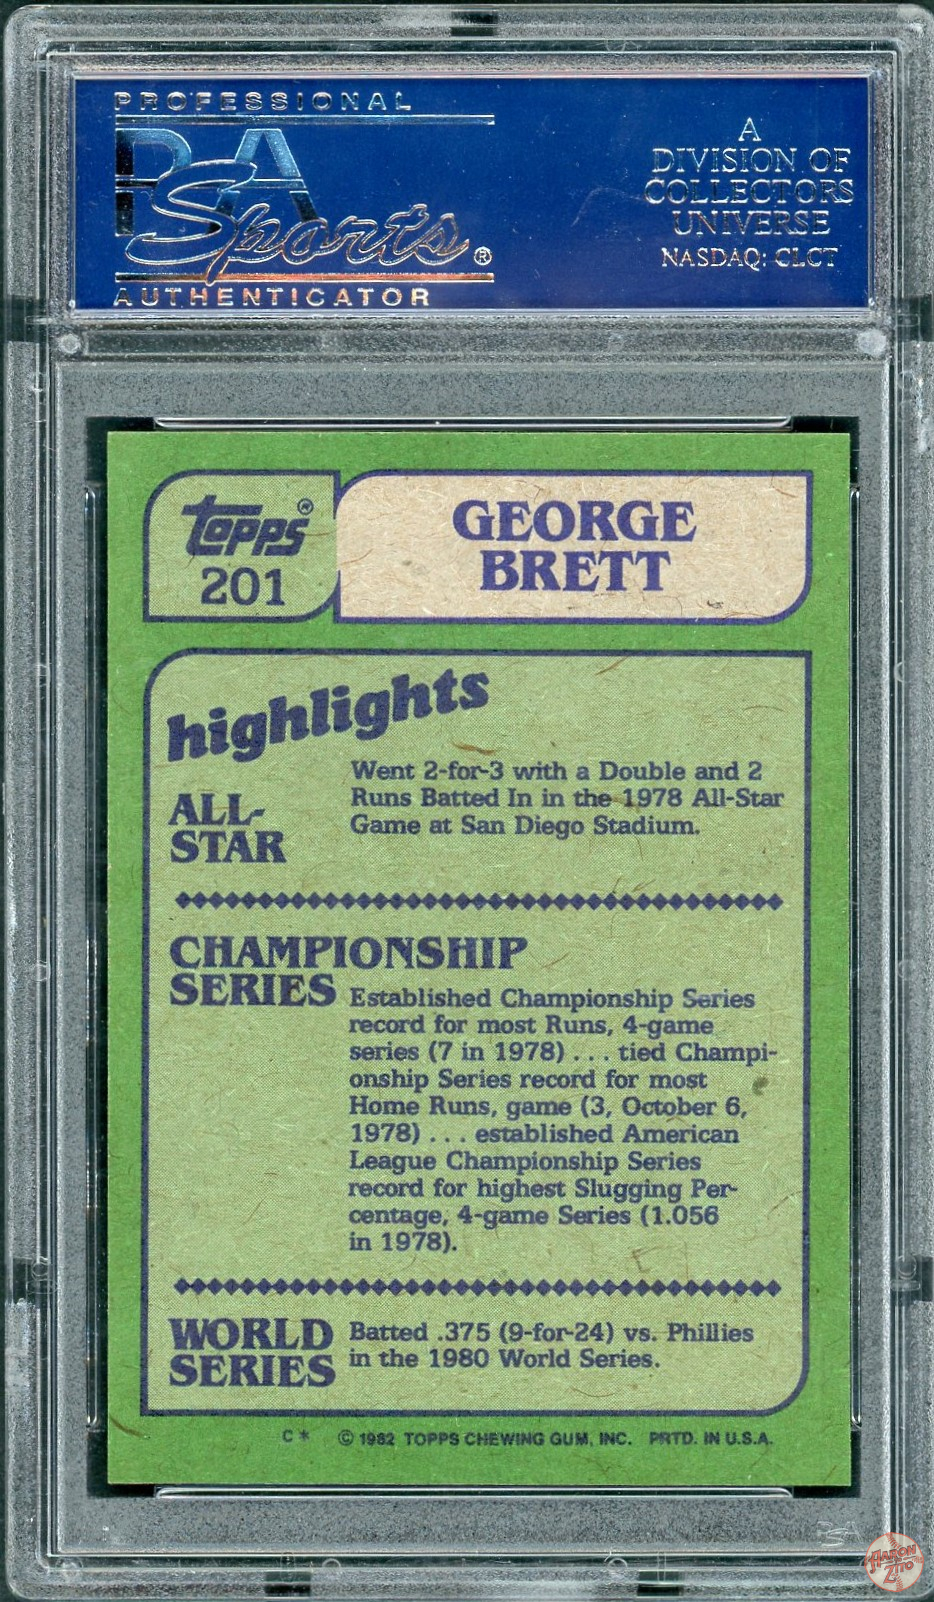 PROFESSIONAL
PSA
Sports®
AUTHENTICATOR
A
DIVISION OF
COLLECTORS
UNIVERSE
NASDAQ: CLCT
topps®
201
GEORGE
BRETT
highlights
ALL-
STAR
Went 2-for-3 with a Double and 2
Runs Batted In in the 1978 All-Star
Game at San Diego Stadium.
CHAMPIONSHIP
SERIES
Established Championship Series
record for most Runs, 4-game
series (7 in 1978) . . . tied Champi-
onship Series record for most
Home Runs, game (3, October 6,
1978) . . . established American
League Championship Series
record for highest Slugging Per-
centage, 4-game Series (1.056
in 1978).
WORLD
SERIES
Batted .375 (9-for-24) vs. Phillies
in the 1980 World Series.
C* © 1982 TOPPS CHEWING GUM, INC. PRTD. IN U.S.A.
PSA
AARON
ZITO